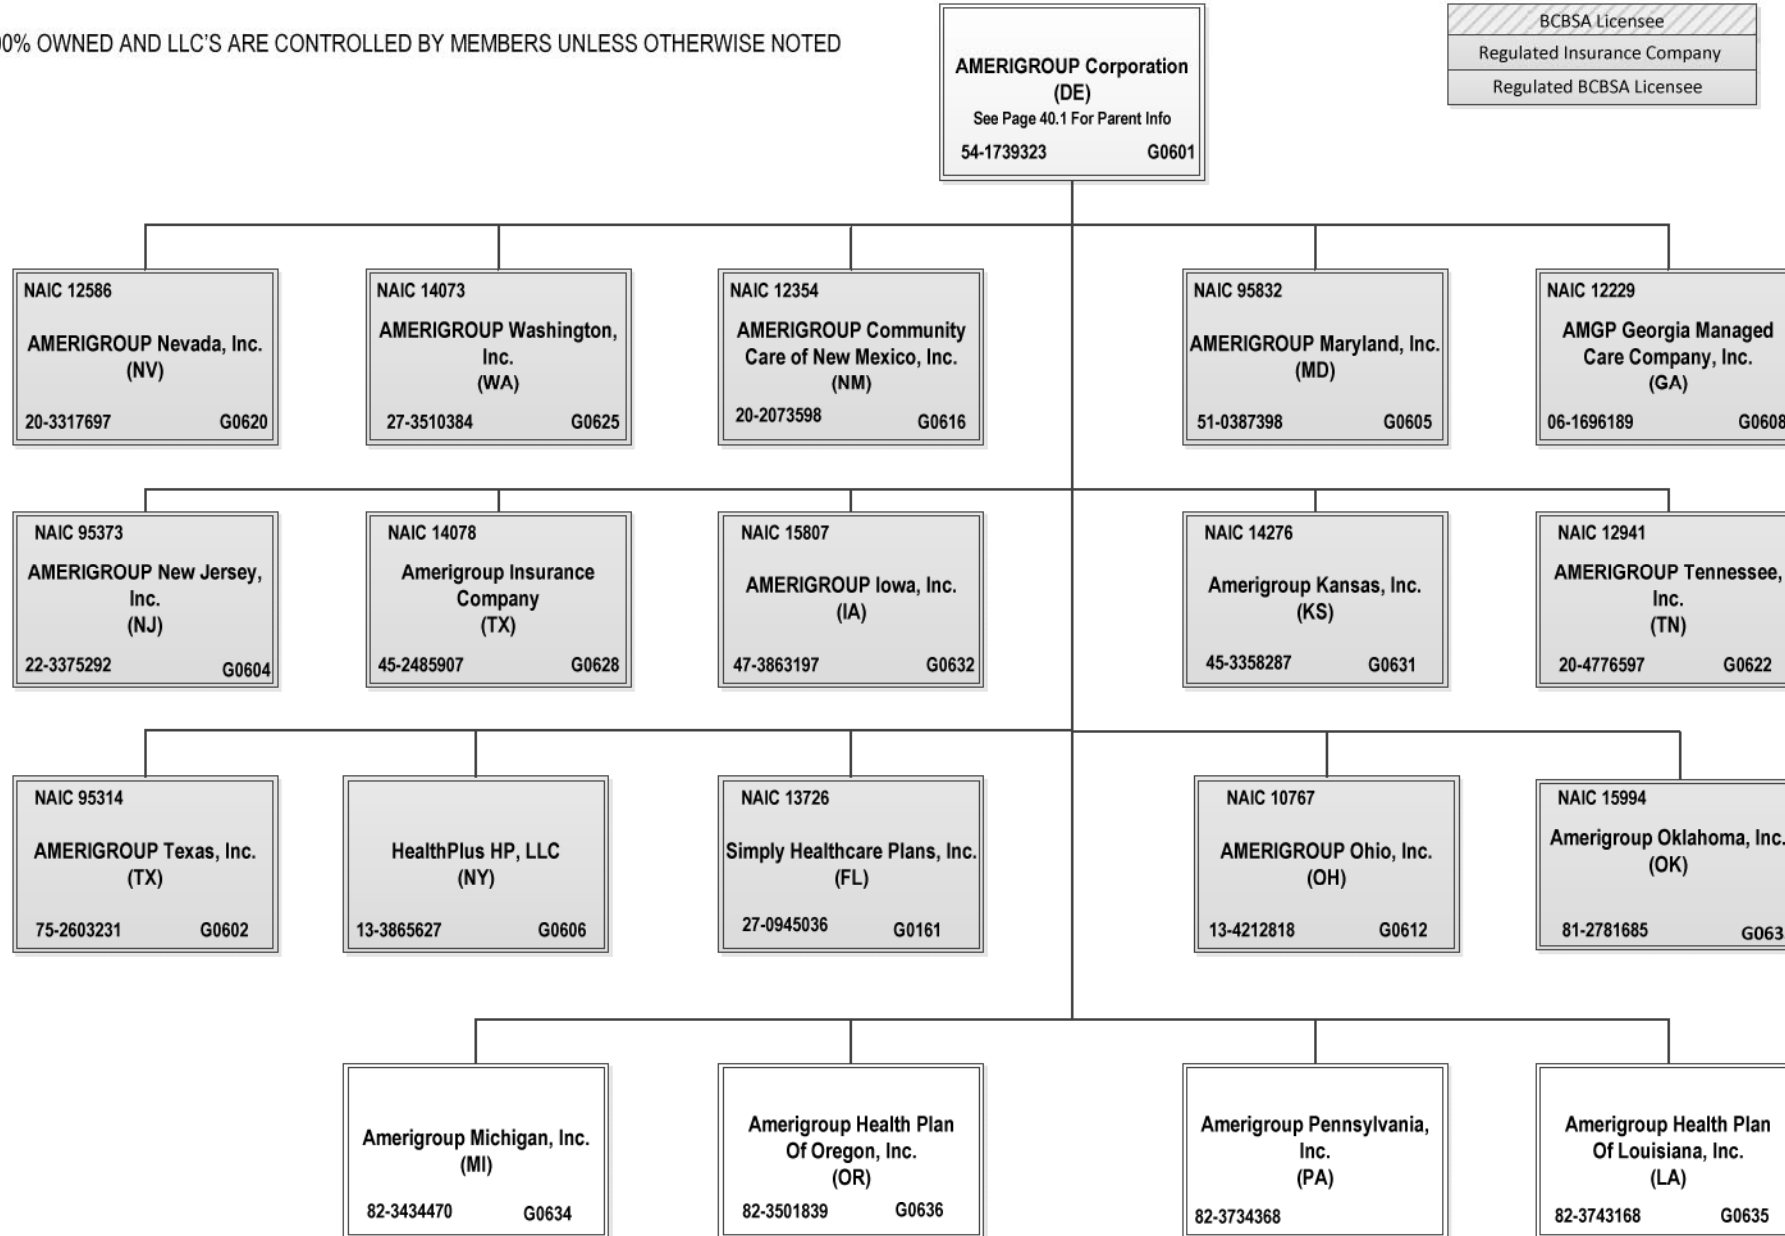 00% OWNED AND LLC'S ARE CONTROLLED BY MEMBERS UNLESS OTHERWISE NOTED
AMERIGROUP Corporation
(DE)
See Page 40.1 For Parent Info
54-1739323 G0601
BCBSA Licensee
Regulated Insurance Company
Regulated BCBSA Licensee
NAIC 12586
AMERIGROUP Nevada, Inc.
(NV)
20-3317697 G0620
NAIC 14073
AMERIGROUP Washington,
Inc.
(WA)
27-3510384 G0625
NAIC 12354
AMERIGROUP Community
Care of New Mexico, Inc.
(NM)
20-2073598 G0616
NAIC 95832
AMERIGROUP Maryland, Inc.
(MD)
51-0387398 G0605
NAIC 12229
AMGP Georgia Managed
Care Company, Inc.
(GA)
06-1696189 G0608
NAIC 95373
AMERIGROUP New Jersey,
Inc.
(NJ)
22-3375292 G0604
NAIC 14078
Amerigroup Insurance
Company
(TX)
45-2485907 G0628
NAIC 15807
AMERIGROUP Iowa, Inc.
(IA)
47-3863197 G0632
NAIC 14276
Amerigroup Kansas, Inc.
(KS)
45-3358287 G0631
NAIC 12941
AMERIGROUP Tennessee,
Inc.
(TN)
20-4776597 G0622
NAIC 95314
AMERIGROUP Texas, Inc.
(TX)
75-2603231 G0602
HealthPlus HP, LLC
(NY)
13-3865627 G0606
NAIC 13726
Simply Healthcare Plans, Inc.
(FL)
27-0945036 G0161
NAIC 10767
AMERIGROUP Ohio, Inc.
(OH)
13-4212818 G0612
NAIC 15994
Amerigroup Oklahoma, Inc.
(OK)
81-2781685
Amerigroup Michigan, Inc.
(MI)
82-3434470 G0634
Amerigroup Health Plan
Of Oregon, Inc.
(OR)
82-3501839 G0636
Amerigroup Pennsylvania,
Inc.
(PA)
82-3734368
Amerigroup Health Plan
Of Louisiana, Inc.
(LA)
82-3743168 G0635